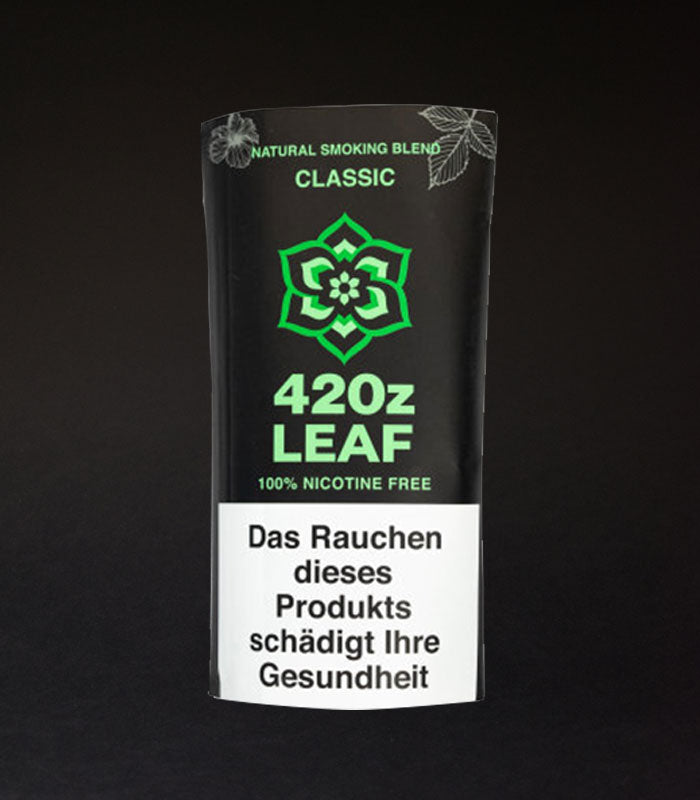 NATURAL SMOKING BLEND
CLASSIC
420z
LEAF
100% NICOTINE FREE
Das Rauchen
dieses
Produkts
schädigt Ihre
Gesundheit